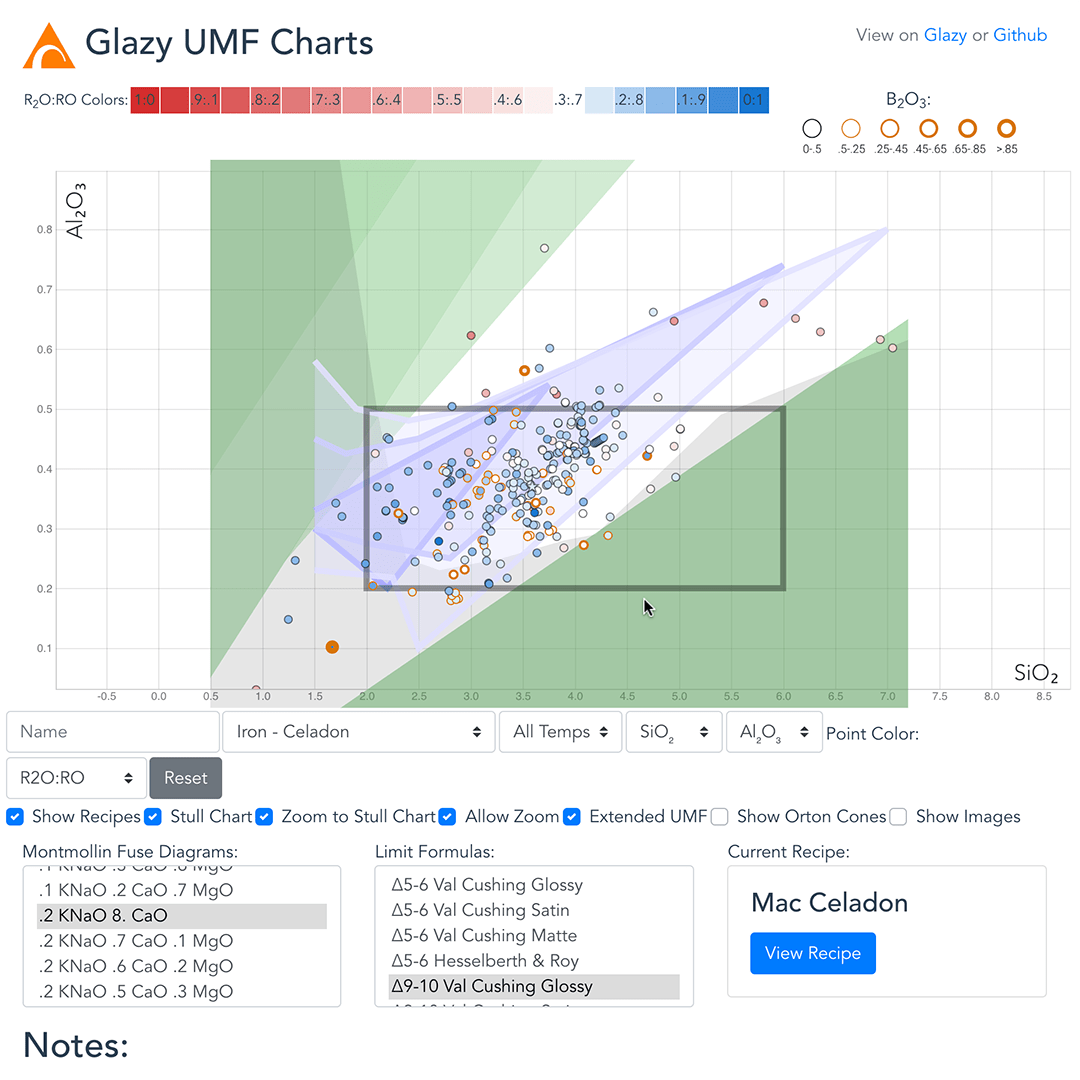 Glazy UMF Charts
View on Glazy or Github
R₂O:RO Colors: 1:0 .9:.1 .8:.2 .7:.3 .6:.4 .5:.5 .4:.6 .3:.7 .2:.8 .1:.9 0:1
B₂O₃:
0-.5 .5-.25 .25-.45 .45-.65 .65-.85 >.85
Al₂O₃
0.8
0.7
0.6
0.5
0.4
0.3
0.2
0.1
SiO₂
-0.5 0.0 0.5 1.0 1.5 2.0 2.5 3.0 3.5 4.0 4.5 5.0 5.5 6.0 6.5 7.0 7.5 8.0 8.5
Name Iron - Celadon All Temps SiO₂ Al₂O₃ Point Color:
R2O:RO Reset
Show Recipes Stull Chart Zoom to Stull Chart Allow Zoom Extended UMF Show Orton Cones Show Images
Montmollin Fuse Diagrams:
.1 KNaO .2 CaO .7 MgO
.2 KNaO 8. CaO
.2 KNaO .7 CaO .1 MgO
.2 KNaO .6 CaO .2 MgO
.2 KNaO .5 CaO .3 MgO
Limit Formulas:
Δ5-6 Val Cushing Glossy
Δ5-6 Val Cushing Satin
Δ5-6 Val Cushing Matte
Δ5-6 Hesselberth & Roy
Δ9-10 Val Cushing Glossy
Current Recipe:
Mac Celadon
View Recipe
Notes: